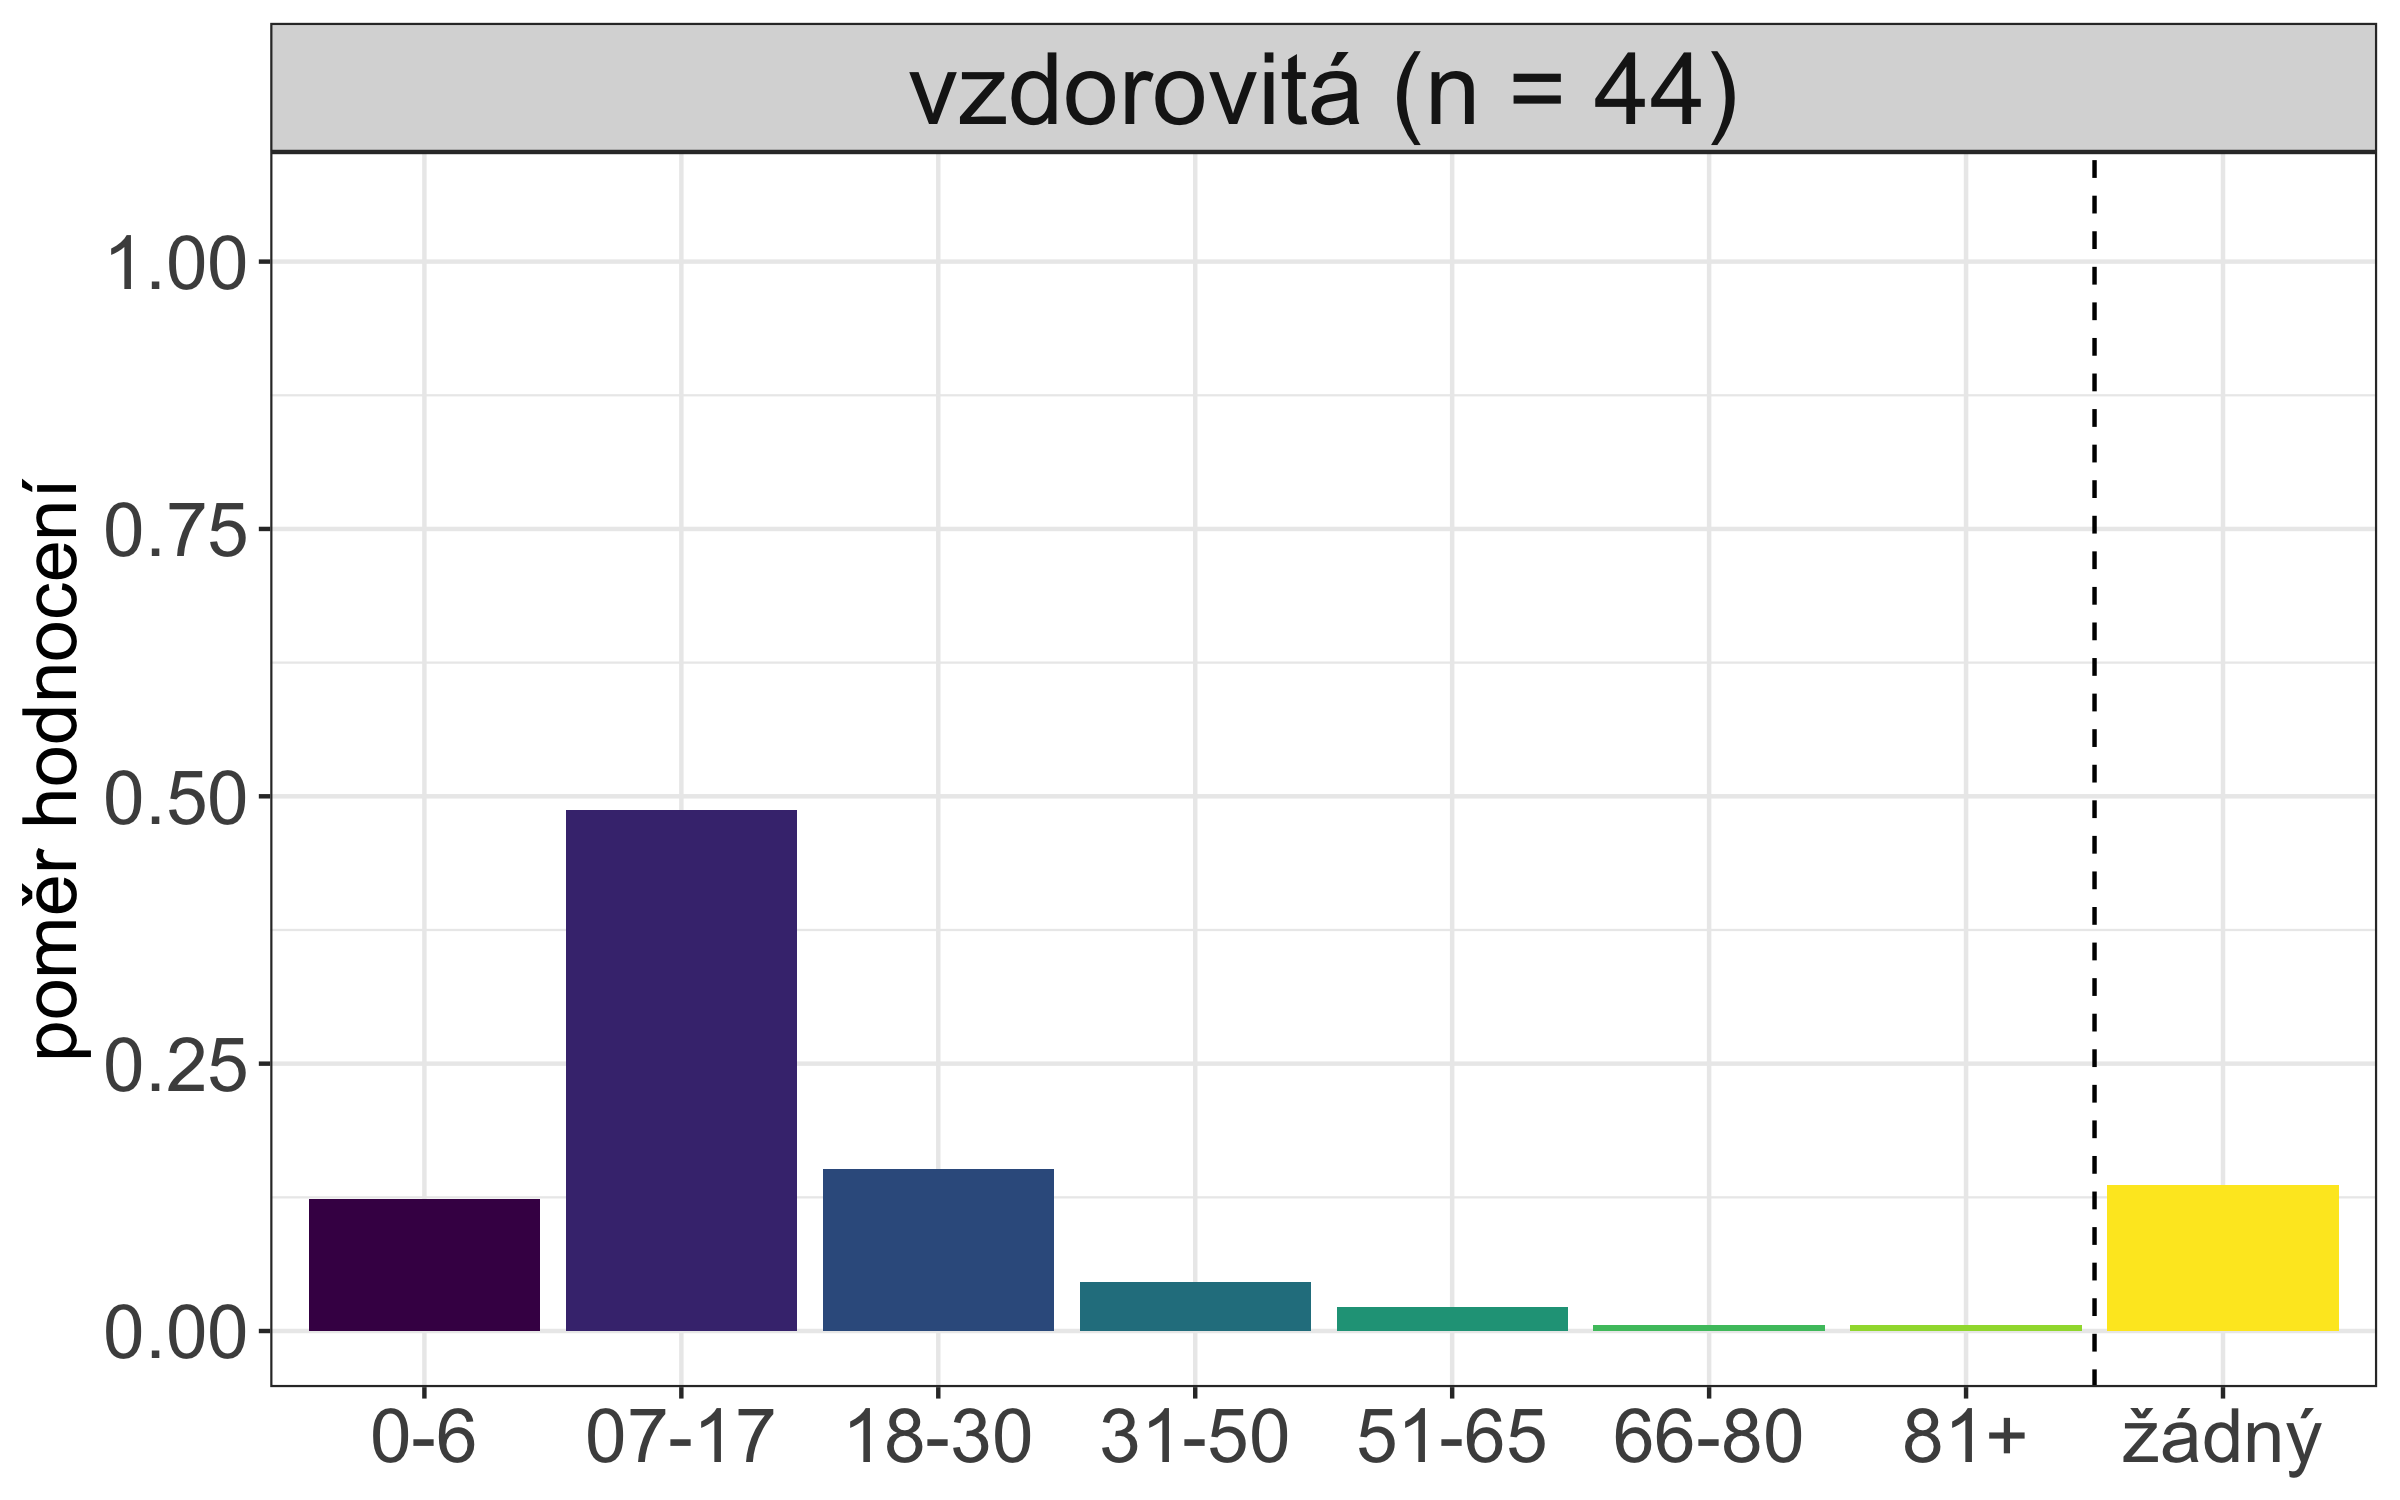 vzdorovitá (n = 44)
poměr hodnocení
1.00
0.75
0.50
0.25
0.00
0-6 07-17 18-30 31-50 51-65 66-80 81+ žádný